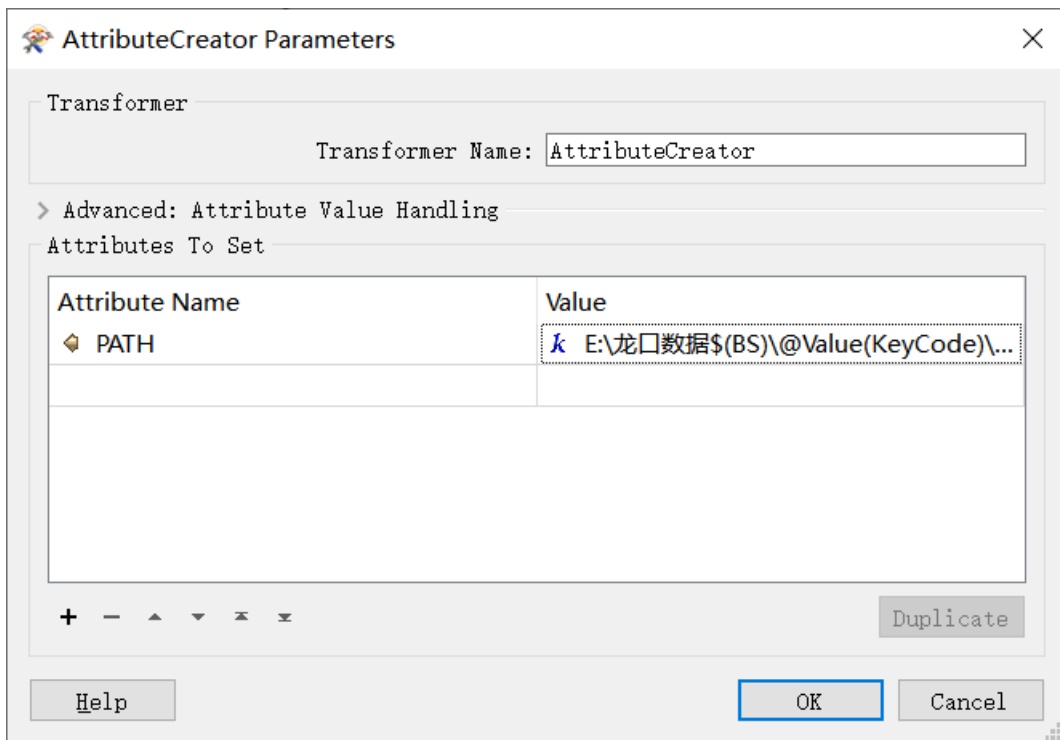 AttributeCreator Parameters
Transformer
Transformer Name: AttributeCreator
Advanced: Attribute Value Handling
Attributes To Set
Attribute Name Value
PATH k E:\龙口数据$(BS)\@Value(KeyCode)\...
Duplicate
Help OK Cancel